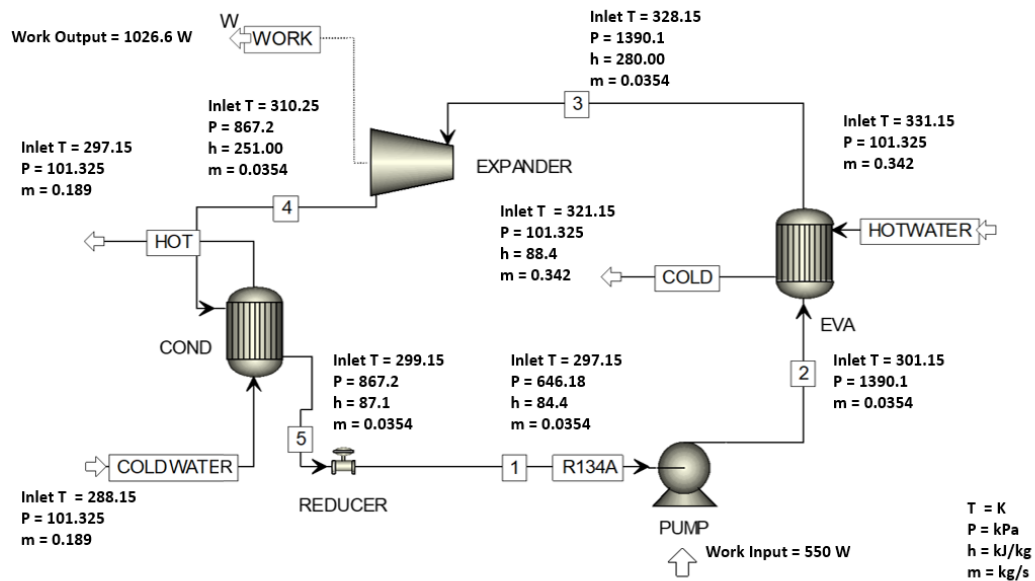 W
Work Output = 1026.6 W
WORK
Inlet T = 328.15
P = 1390.1
h = 280.00
m = 0.0354
3
Inlet T = 310.25
P = 867.2
h = 251.00
m = 0.0354
Inlet T = 297.15
P = 101.325
m = 0.189
Inlet T = 331.15
P = 101.325
m = 0.342
EXPANDER
4
Inlet T = 321.15
P = 101.325
h = 88.4
m = 0.342
HOT
HOTWATER
COLD
EVA
COND
Inlet T = 299.15
P = 867.2
h = 87.1
m = 0.0354
Inlet T = 297.15
P = 646.18
h = 84.4
m = 0.0354
Inlet T = 301.15
P = 1390.1
m = 0.0354
2
5
COLDWATER
1
R134A
REDUCER
Inlet T = 288.15
P = 101.325
m = 0.189
PUMP
Work Input = 550 W
T = K
P = kPa
h = kJ/kg
m = kg/s